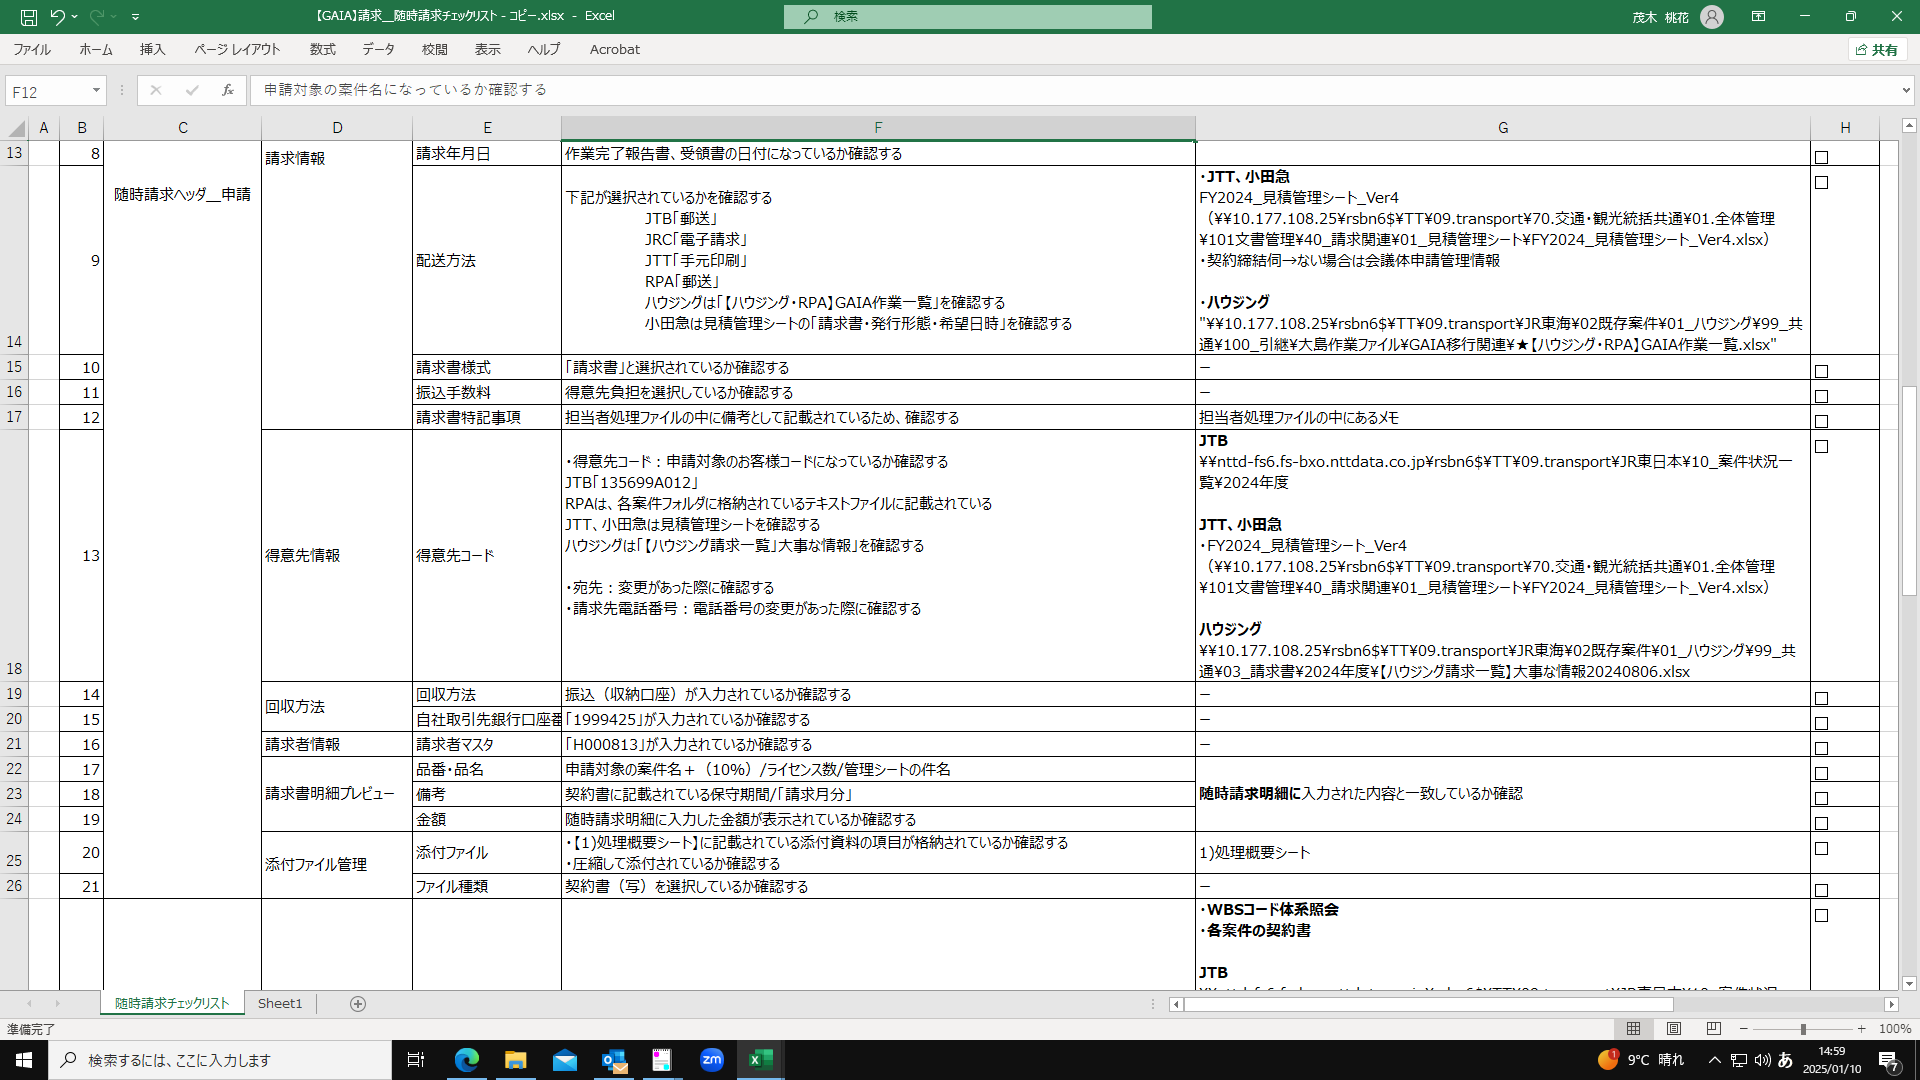 【GAIA】請求__随時請求チェックリスト - コピー.xlsx - Excel
検索
茂木 桃花
ファイル ホーム 挿入 ページ レイアウト 数式 データ 校閲 表示 ヘルプ Acrobat
共有
F12
fx
申請対象の案件名になっているか確認する
A B C D E F G H
13 8 請求情報 請求年月日 作業完了報告書、受領書の日付になっているか確認する
随時請求ヘッダ__申請
14 9 配送方法
下記が選択されているかを確認する
JTB「郵送」
JRC「電子請求」
JTT「手元印刷」
RPA「郵送」
ハウジングは「【ハウジング・RPA】GAIA作業一覧」を確認する
小田急は見積管理シートの「請求書・発行形態・希望日時」を確認する
・JTT、小田急
FY2024_見積管理シート_Ver4
（¥¥10.177.108.25¥rsbn6$¥TT¥09.transport¥70.交通・観光統括共通¥01.全体管理
¥101文書管理¥40_請求関連¥01_見積管理シート¥FY2024_見積管理シート_Ver4.xlsx）
・契約締結伺→ない場合は会議体申請管理情報
・ハウジング
"¥¥10.177.108.25¥rsbn6$¥TT¥09.transport¥JR東海¥02既存案件¥01_ハウジング¥99_共
通¥100_引継¥大島作業ファイル¥GAIA移行関連¥★【ハウジング・RPA】GAIA作業一覧.xlsx"
15 10 請求書様式 「請求書」と選択されているか確認する －
16 11 振込手数料 得意先負担を選択しているか確認する －
17 12 請求書特記事項 担当者処理ファイルの中に備考として記載されているため、確認する 担当者処理ファイルの中にあるメモ
18 13 得意先情報 得意先コード
・得意先コード：申請対象のお客様コードになっているか確認する
JTB「135699A012」
RPAは、各案件フォルダに格納されているテキストファイルに記載されている
JTT、小田急は見積管理シートを確認する
ハウジングは「【ハウジング請求一覧」大事な情報」を確認する
・宛先：変更があった際に確認する
・請求先電話番号：電話番号の変更があった際に確認する
JTB
¥¥nttd-fs6.fs-bxo.nttdata.co.jp¥rsbn6$¥TT¥09.transport¥JR東日本¥10_案件状況一
覧¥2024年度
JTT、小田急
・FY2024_見積管理シート_Ver4
（¥¥10.177.108.25¥rsbn6$¥TT¥09.transport¥70.交通・観光統括共通¥01.全体管理
¥101文書管理¥40_請求関連¥01_見積管理シート¥FY2024_見積管理シート_Ver4.xlsx）
ハウジング
¥¥10.177.108.25¥rsbn6$¥TT¥09.transport¥JR東海¥02既存案件¥01_ハウジング¥99_共
通¥03_請求書¥2024年度¥【ハウジング請求一覧】大事な情報20240806.xlsx
19 14 回収方法 回収方法 振込（収納口座）が入力されているか確認する －
20 15 自社取引先銀行口座番 「1999425」が入力されているか確認する －
21 16 請求者情報 請求者マスタ 「H000813」が入力されているか確認する －
22 17 品番・品名 申請対象の案件名＋（10%）/ライセンス数/管理シートの件名
23 18 請求書明細プレビュー 備考 契約書に記載されている保守期間/「請求月分」 随時請求明細に入力された内容と一致しているか確認
24 19 金額 随時請求明細に入力した金額が表示されているか確認する
25 20 添付ファイル管理 添付ファイル
・【1)処理概要シート】に記載されている添付資料の項目が格納されているか確認する
・圧縮して添付されているか確認する
1)処理概要シート
26 21 ファイル種類 契約書（写）を選択しているか確認する －
・WBSコード体系照会
・各案件の契約書
JTB
随時請求チェックリスト Sheet1
準備完了
100%
検索するには、ここに入力します
zm
9°C 晴れ
あ
14:59
2025/01/10
7